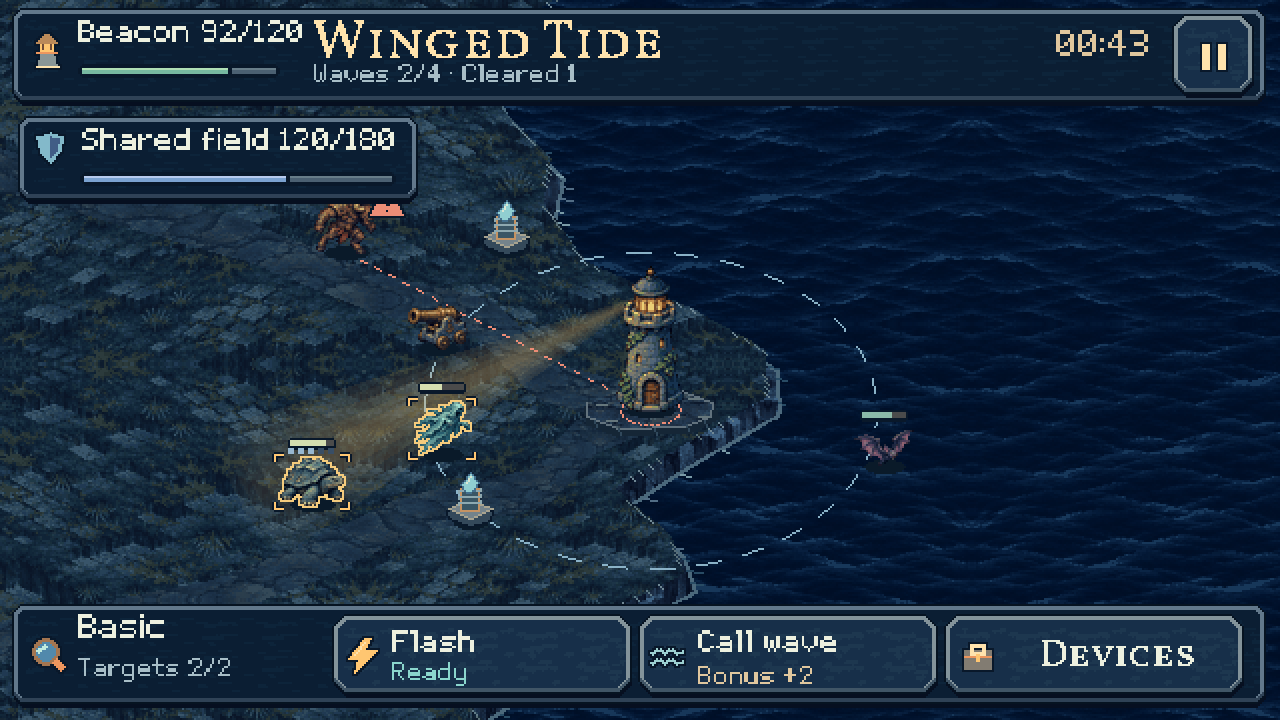 Beacon 92/120
WINGED TIDE
Waves 2/4 · Cleared 1
00:43
Shared field 120/180
Basic
Targets 2/2
Flash
Ready
Call wave
Bonus +2
DEVICES